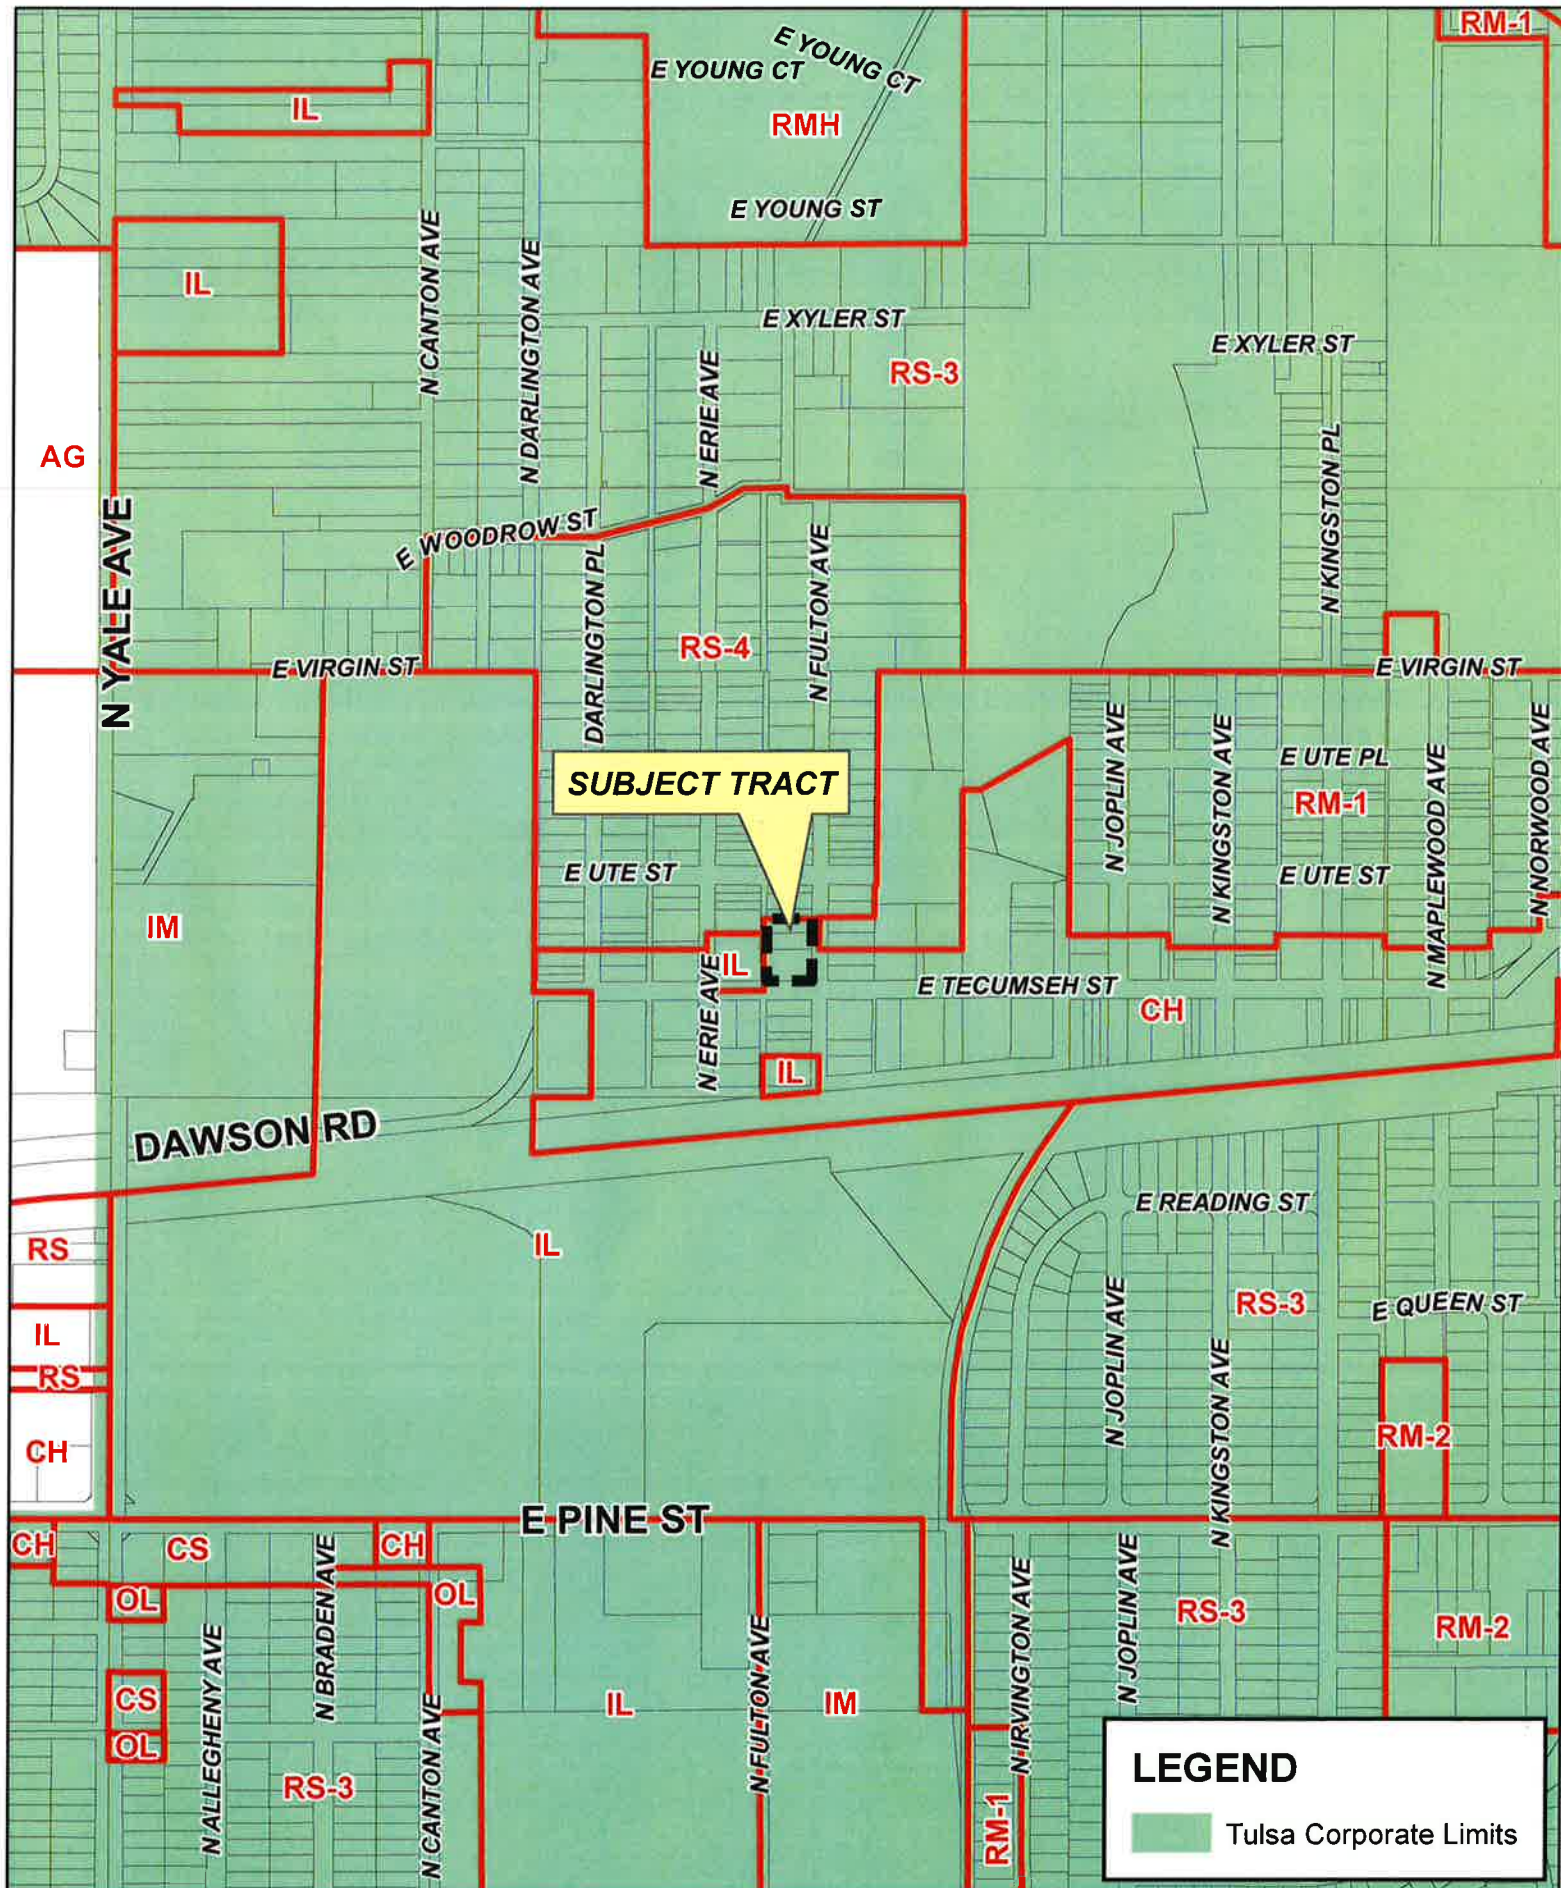 RM-1
E YOUNG CT
E YOUNG CT
IL
RMH
E YOUNG ST
N CANTON AVE
N DARLINGTON AVE
IL
E XYLER ST
E XYLER ST
N ERIE AVE
RS-3
AG
N KINGSTON PL
N YALE AVE
E WOODROW ST
N FULTON AVE
DARLINGTON PL
RS-4
E VIRGIN ST
E VIRGIN ST
N JOPLIN AVE
N KINGSTON AVE
N MAPLEWOOD AVE
N NORWOOD AVE
E UTE PL
SUBJECT TRACT
RM-1
E UTE ST
E UTE ST
IM
IL
N ERIE AVE
E TECUMSEH ST
CH
IL
DAWSON RD
E READING ST
RS
IL
N JOPLIN AVE
RS-3
E QUEEN ST
IL
N KINGSTON AVE
RS
CH
RM-2
E PINE ST
CH
CS
CH
N BRADEN AVE
OL
OL
N IRVINGTON AVE
N JOPLIN AVE
RS-3
RM-2
N ALLEGHENY AVE
N FULTON AVE
CS
IL
IM
N CANTON AVE
OL
RS-3
RM-1
LEGEND
Tulsa Corporate Limits